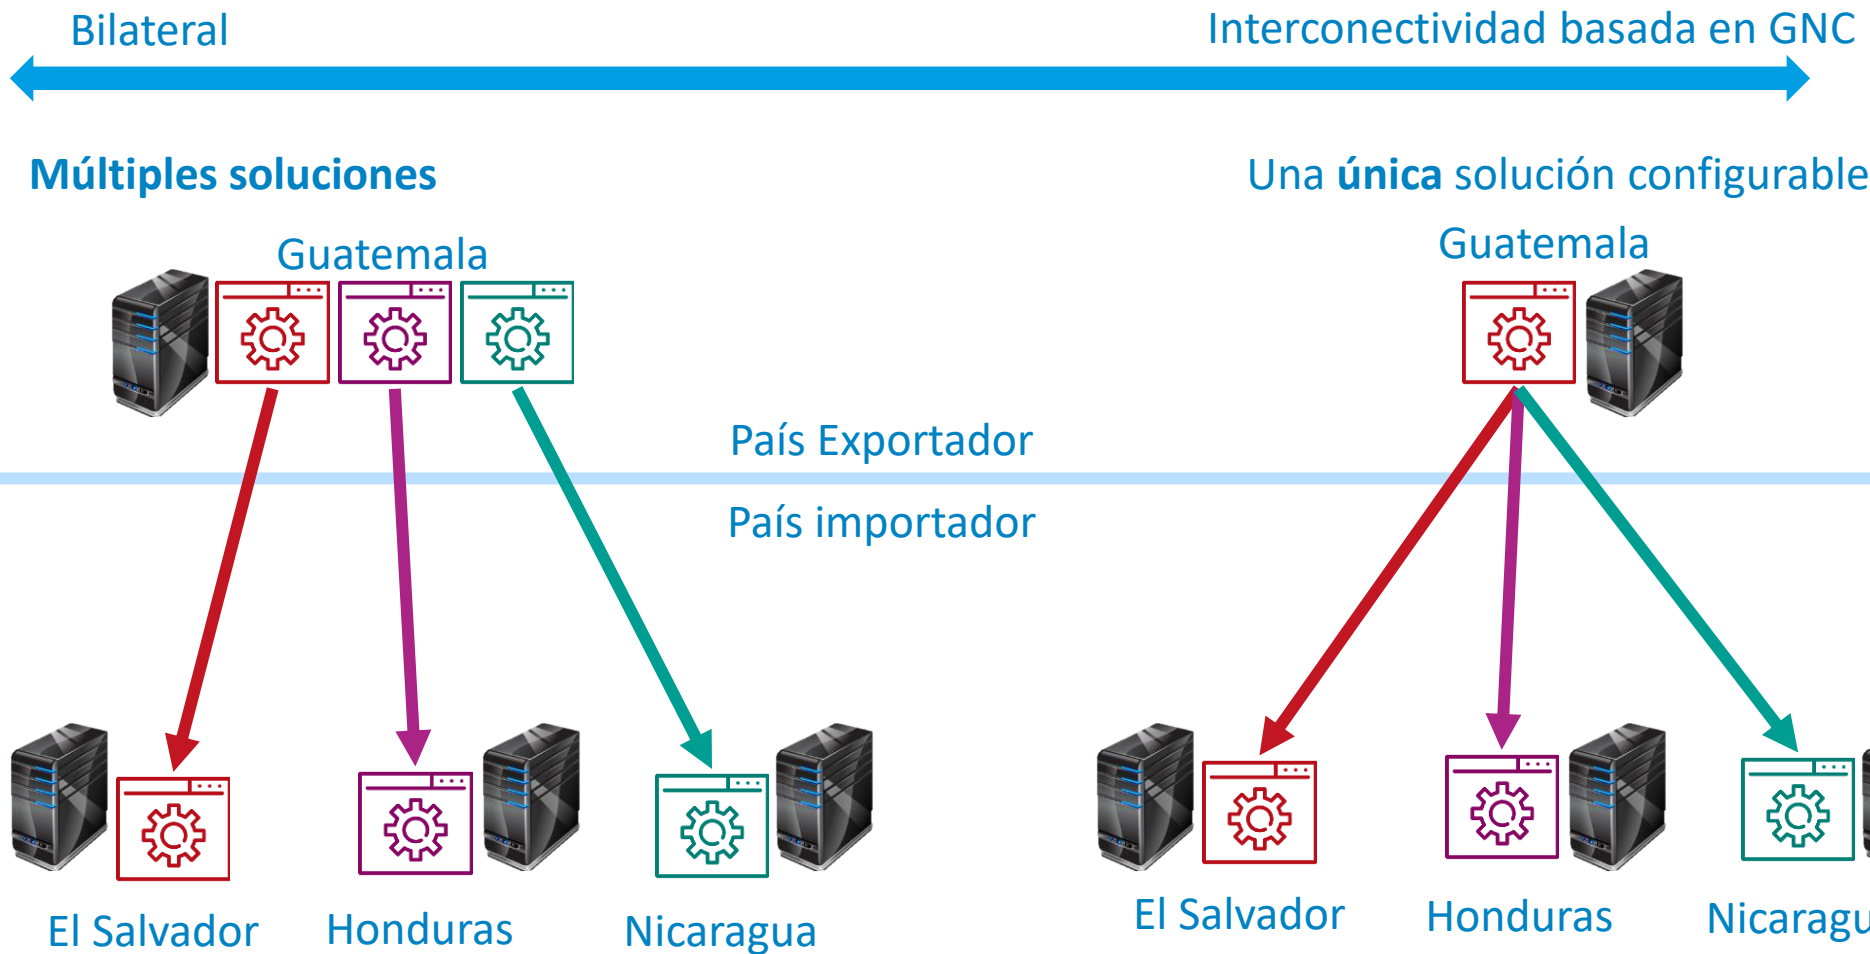 Bilateral
Interconectividad basada en GNC
Múltiples soluciones
Una única solución configurable
Guatemala
Guatemala
País Exportador
País importador
El Salvador
Honduras
Nicaragua
El Salvador
Honduras
Nicaragu